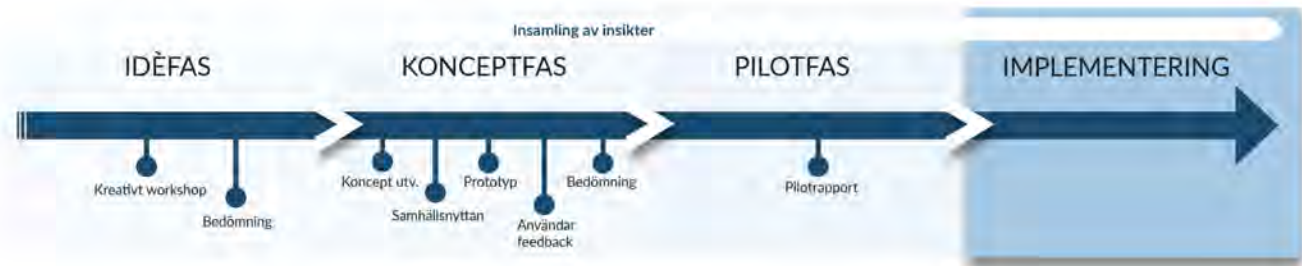 Insamling av insikter
IDÈFAS
KONCEPTFAS
PILOTFAS
IMPLEMENTERING
Kreativt workshop
Bedömning
Koncept utv.
Samhällsnyttan
Prototyp
Användar
feedback
Bedömning
Pilotrapport